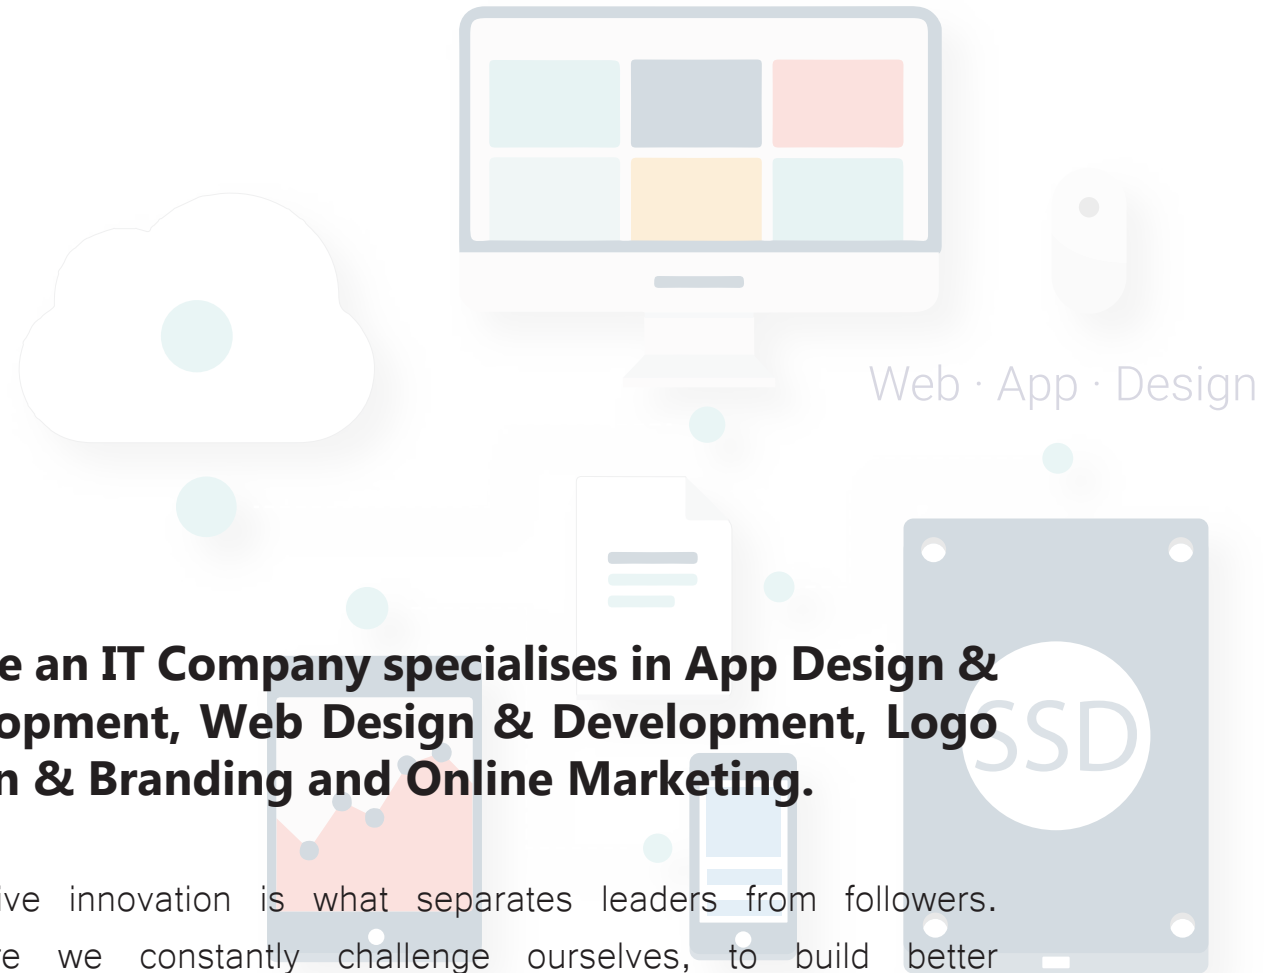 Web · App · Design
e an IT Company specialises in App Design &
opment, Web Design & Development, Logo
n & Branding and Online Marketing.
SSD
ive innovation is what separates leaders from followers.
re we constantly challenge ourselves, to build better